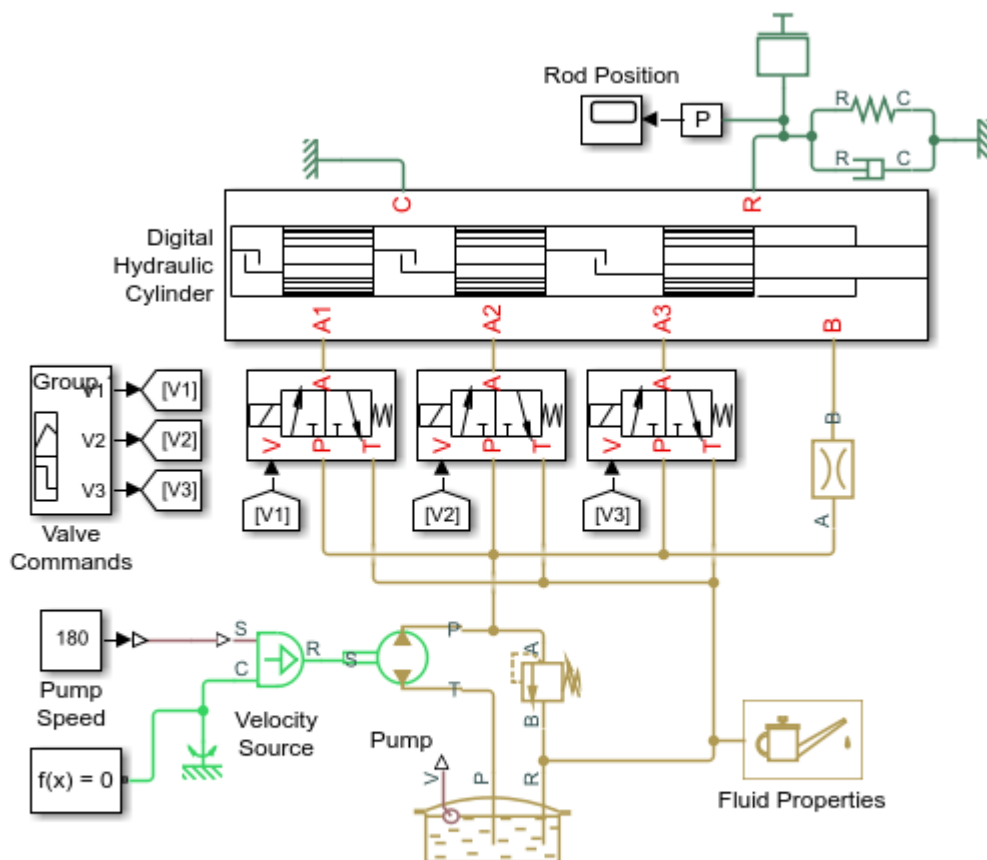 Rod Position
P
R
C
R
C
C
R
Digital
Hydraulic
Cylinder
A1
A2
A3
B
Group
V1
V2
V3
[V1]
[V2]
[V3]
A
V
P
T
A
V
P
T
A
V
P
T
[V1]
[V2]
[V3]
B
A
Valve
Commands
180
Pump
Speed
S
C
R
Velocity
Source
f(x) = 0
S
P
T
Pump
A
B
V
P
R
Fluid Properties